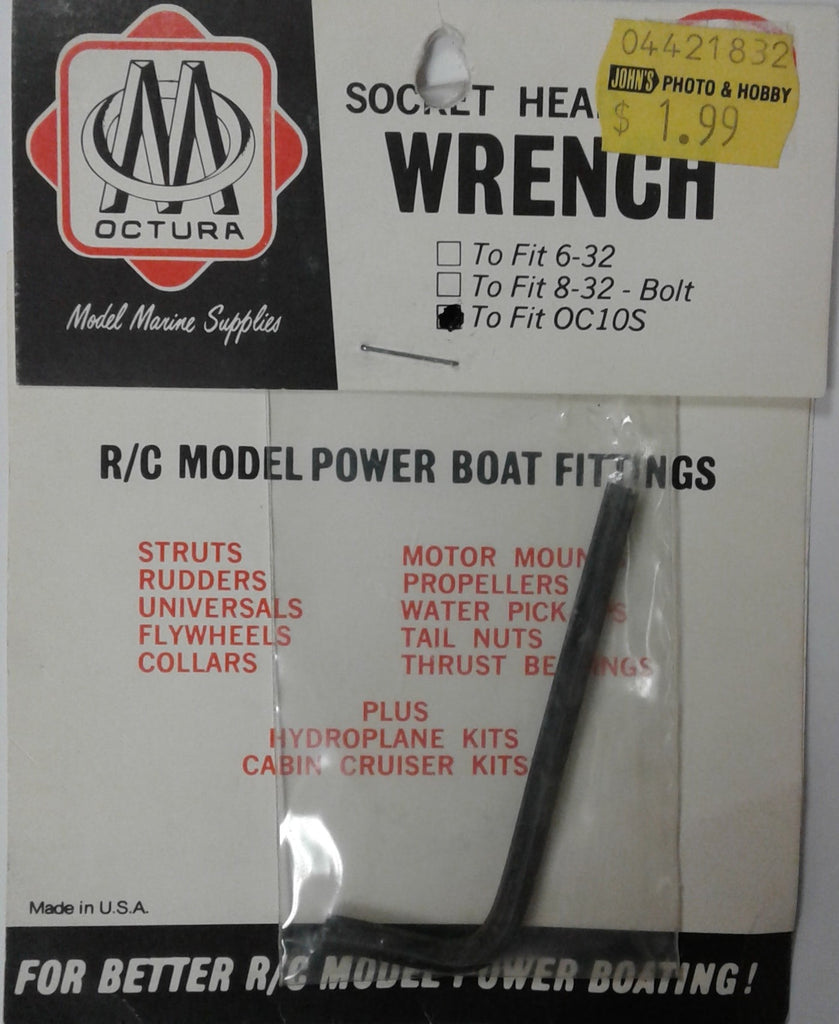 OCTURA
Model Marine Supplies
04421832
JOHN'S PHOTO & HOBBY
$ 1.99
SOCKET HEA
WRENCH
To Fit 6-32
To Fit 8-32 - Bolt
To Fit OC10S
R/C MODEL POWER BOAT FITTINGS
STRUTS
RUDDERS
UNIVERSALS
FLYWHEELS
COLLARS
MOTOR MOUN
PROPELLERS
WATER PICK PS
TAIL NUTS
THRUST BEARINGS
PLUS
HYDROPLANE KITS
CABIN CRUISER KITS
Made in U.S.A.
FOR BETTER R/C MODEL POWER BOATING!